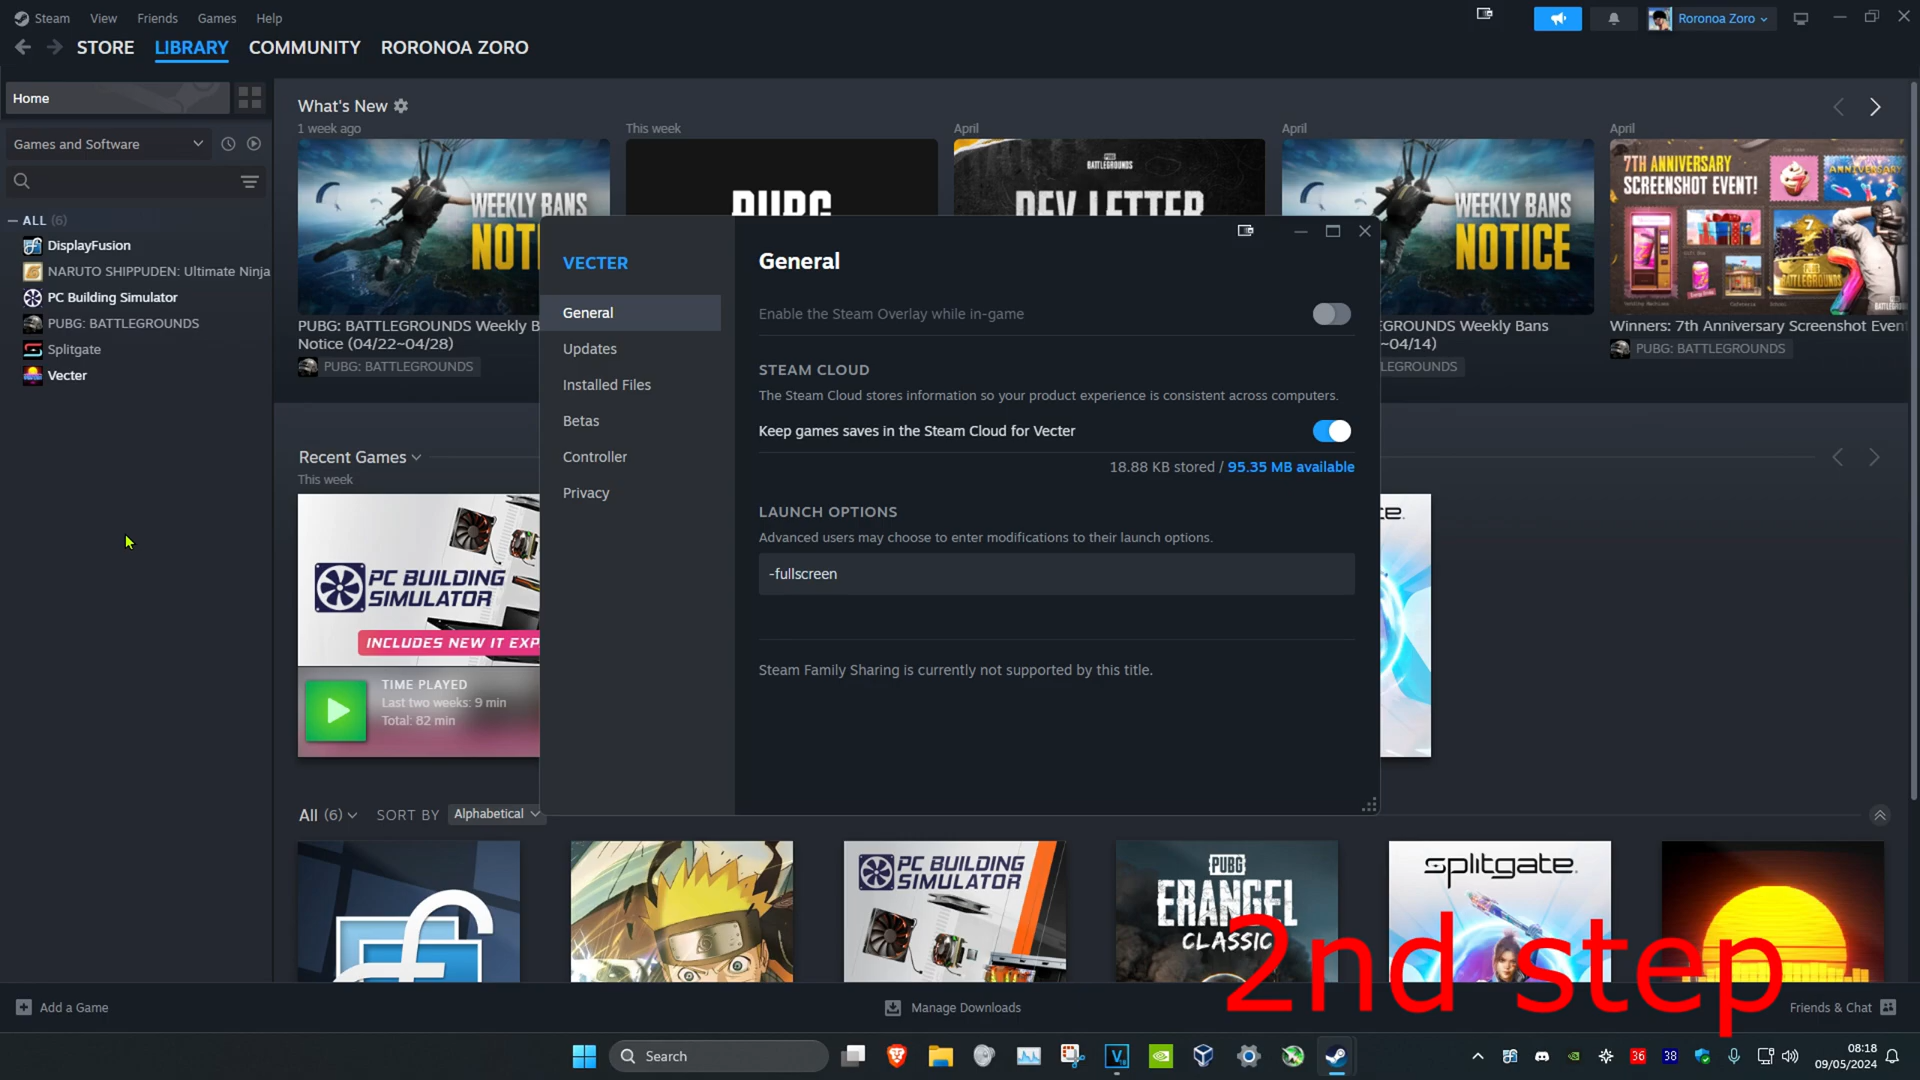 Steam View Friends Games Help
Roronoa Zoro
STORE LIBRARY COMMUNITY RORONOA ZORO
Home
Games and Software
ALL (6)
DisplayFusion
NARUTO SHIPPUDEN: Ultimate Ninja
PC Building Simulator
PUBG: BATTLEGROUNDS
Splitgate
Vecter
What's New
1 week ago
WEEKLY BANS
PUBG: BATTLEGROUNDS Weekly B
Notice (04/22~04/28)
PUBG: BATTLEGROUNDS
This week
PUBG
April
BATTLEGROUNDS
DEV LETTER
April
WEEKLY BANS
NOTICE
EGROUNDS Weekly Bans
~04/14)
LEGROUNDS
April
7TH ANNIVERSARY
SCREENSHOT EVENT!
ANNIVERSARY
7
Winners: 7th Anniversary Screenshot Even
PUBG: BATTLEGROUNDS
VECTER
General
Updates
Installed Files
Betas
Controller
Privacy
General
Enable the Steam Overlay while in-game
STEAM CLOUD
The Steam Cloud stores information so your product experience is consistent across computers.
Keep games saves in the Steam Cloud for Vecter
18.88 KB stored / 95.35 MB available
LAUNCH OPTIONS
Advanced users may choose to enter modifications to their launch options.
-fullscreen
Steam Family Sharing is currently not supported by this title.
Recent Games
This week
PC BUILDING
SIMULATOR
INCLUDES NEW IT EXP
TIME PLAYED
Last two weeks: 9 min
Total: 82 min
All (6) SORT BY Alphabetical
PC BUILDING
SIMULATOR
PUBG
ERANGEL
CLASSIC
SPLITGATE
2nd step
Add a Game
Manage Downloads
Friends & Chat
Search
36
38
08:18
09/05/2024